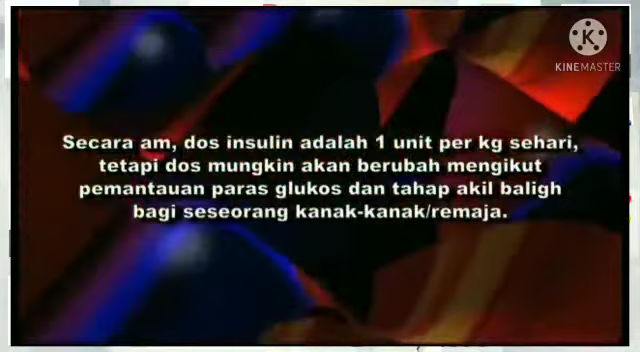 KINEMASTER
Secara am, dos insulin adalah 1 unit per kg sehari,
tetapi dos mungkin akan berubah mengikut
pemantauan paras glukos dan tahap akil baligh
bagi seseorang kanak-kanak/remaja.